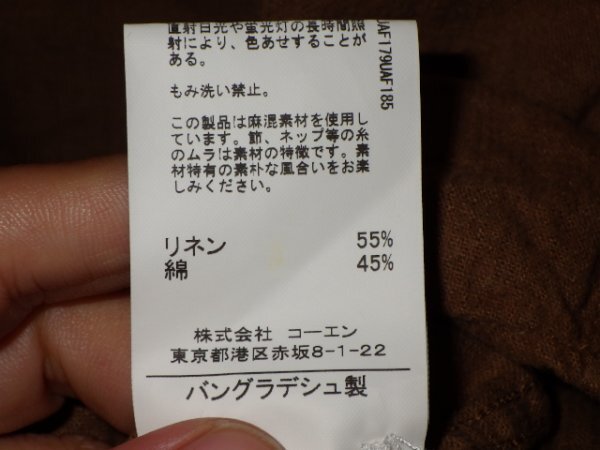 直射日光や蛍光灯の長時間照
射により、色あせすることが
ある。
もみ洗い禁止。
この製品は麻混素材を使用し
ています。節、ネップ等の糸
のムラは素材の特徴です。素
材特有の素朴な風合いをお楽
しみください。
UAF179UAF185
リネン 55%
綿 45%
株式会社 コーエン
東京都港区赤坂8-1-22
バングラデシュ製